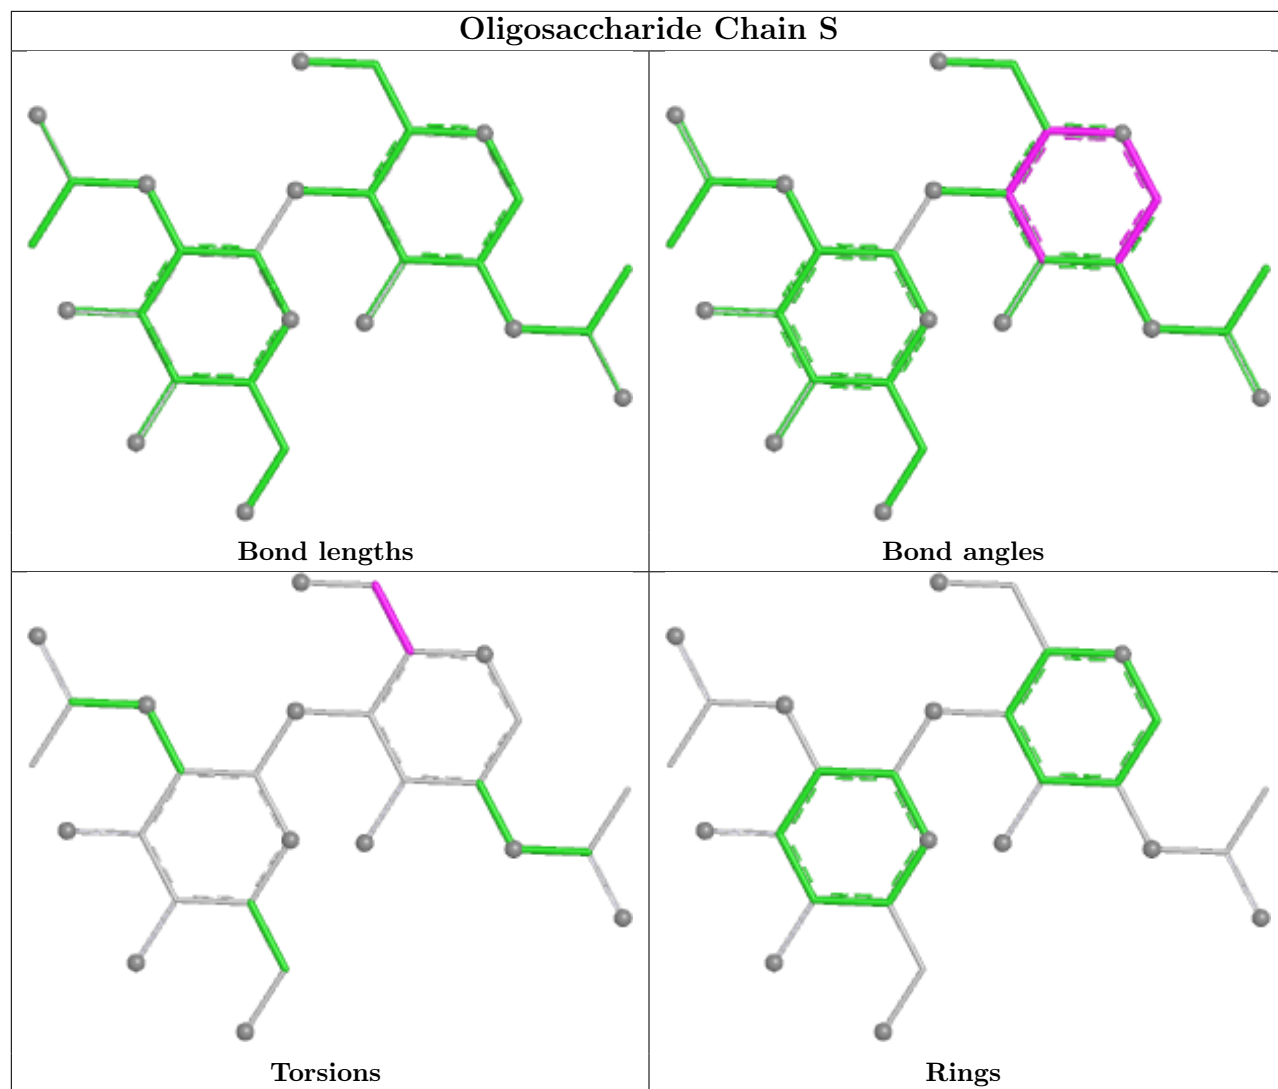 Oligosaccharide Chain S
Bond lengths
Bond angles
Torsions
Rings